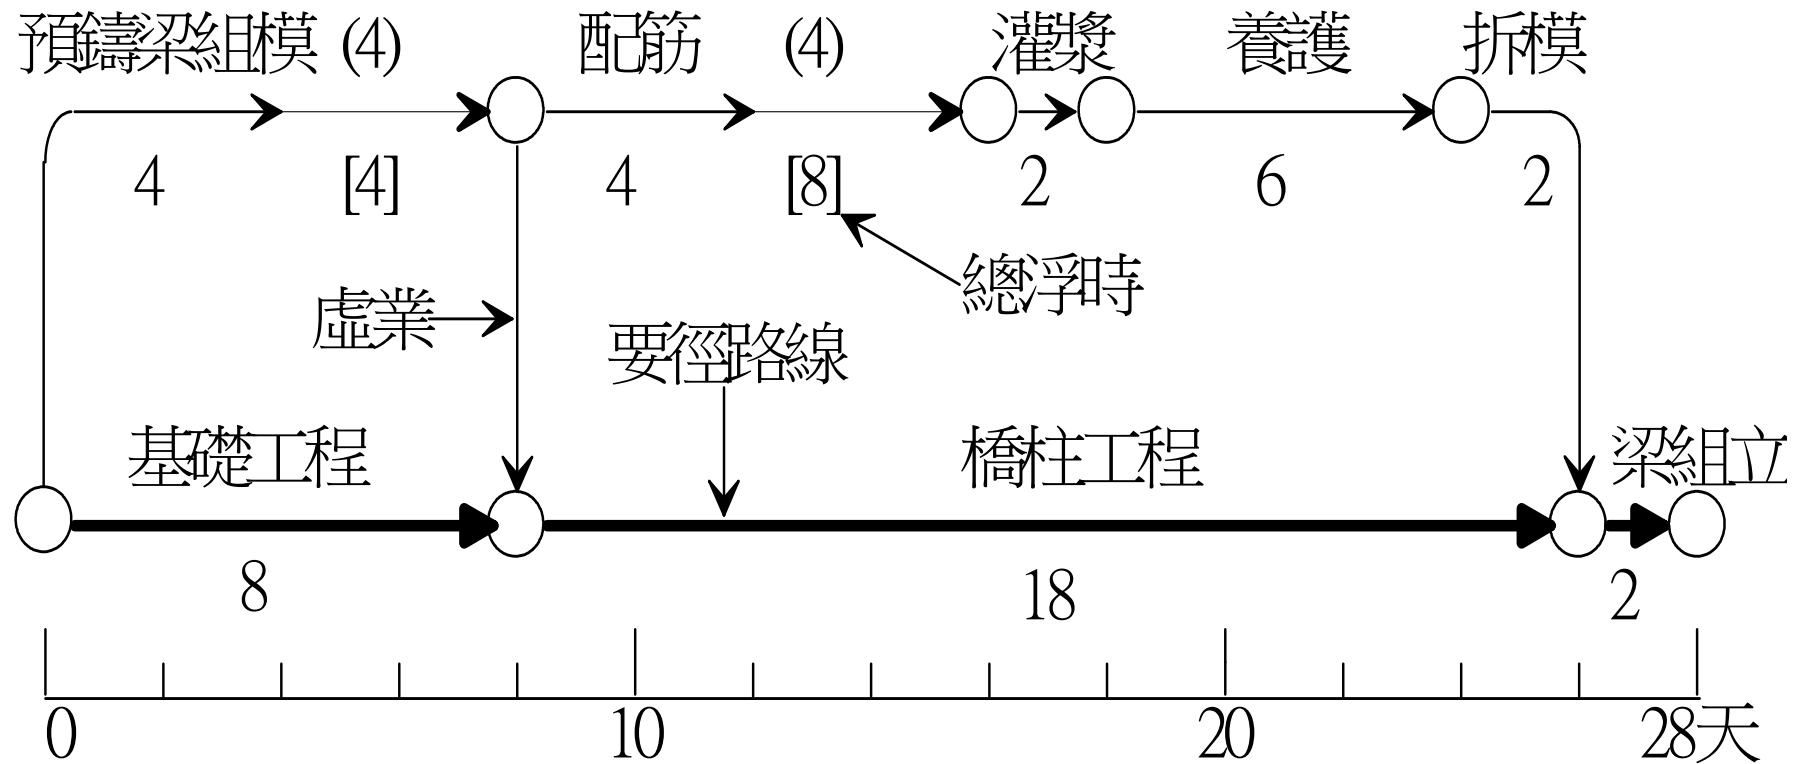 預鑄梁組模 (4) 配筋 (4) 灌漿 養護 拆模
4 [4] 4 [8] 2 6 2
總浮時
虛業
要徑路線
基礎工程 橋柱工程 梁組立
8 18 2
0 10 20 28天